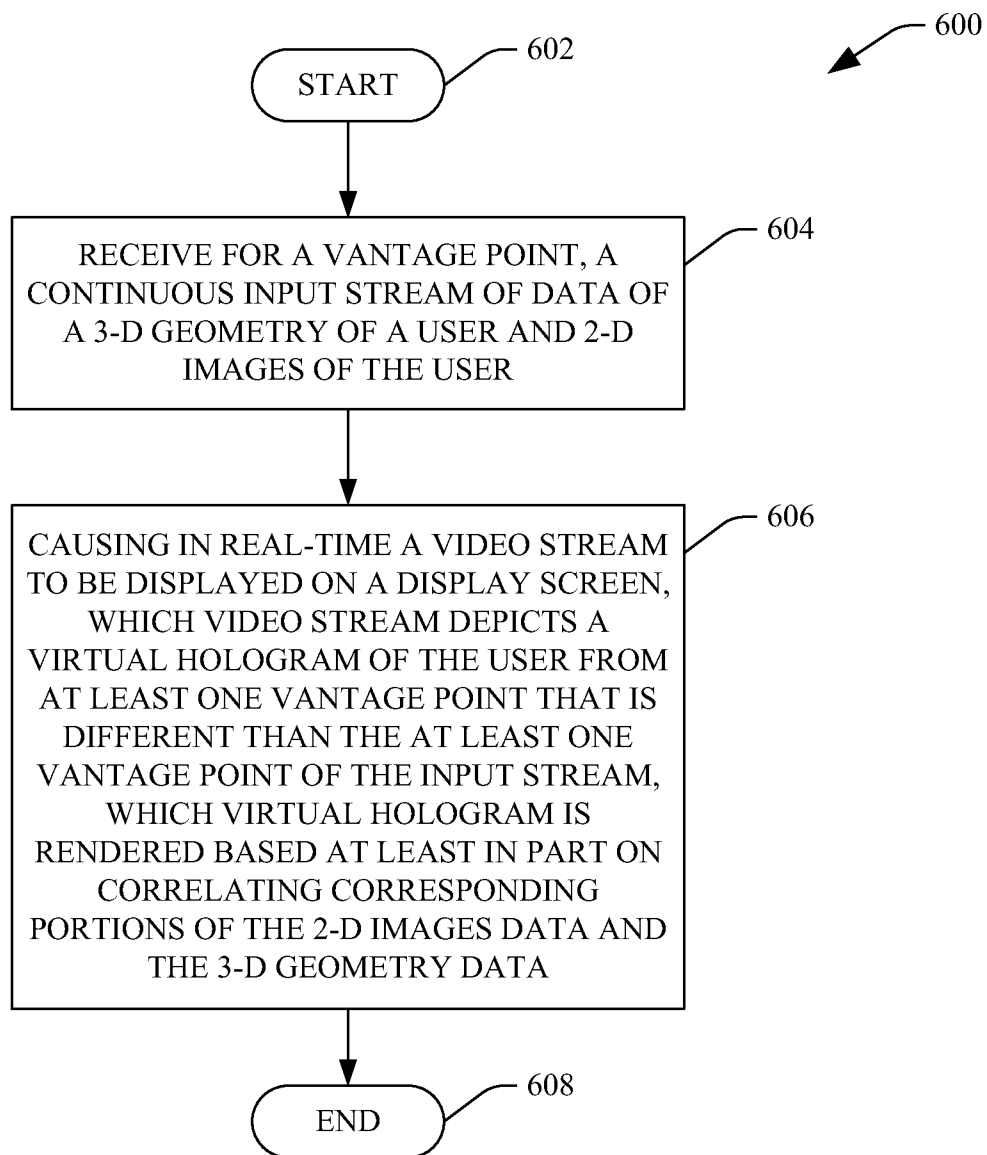 600
602
START
604
RECEIVE FOR A VANTAGE POINT, A
CONTINUOUS INPUT STREAM OF DATA OF
A 3-D GEOMETRY OF A USER AND 2-D
IMAGES OF THE USER
606
CAUSING IN REAL-TIME A VIDEO STREAM
TO BE DISPLAYED ON A DISPLAY SCREEN,
WHICH VIDEO STREAM DEPICTS A
VIRTUAL HOLOGRAM OF THE USER FROM
AT LEAST ONE VANTAGE POINT THAT IS
DIFFERENT THAN THE AT LEAST ONE
VANTAGE POINT OF THE INPUT STREAM,
WHICH VIRTUAL HOLOGRAM IS
RENDERED BASED AT LEAST IN PART ON
CORRELATING CORRESPONDING
PORTIONS OF THE 2-D IMAGES DATA AND
THE 3-D GEOMETRY DATA
608
END